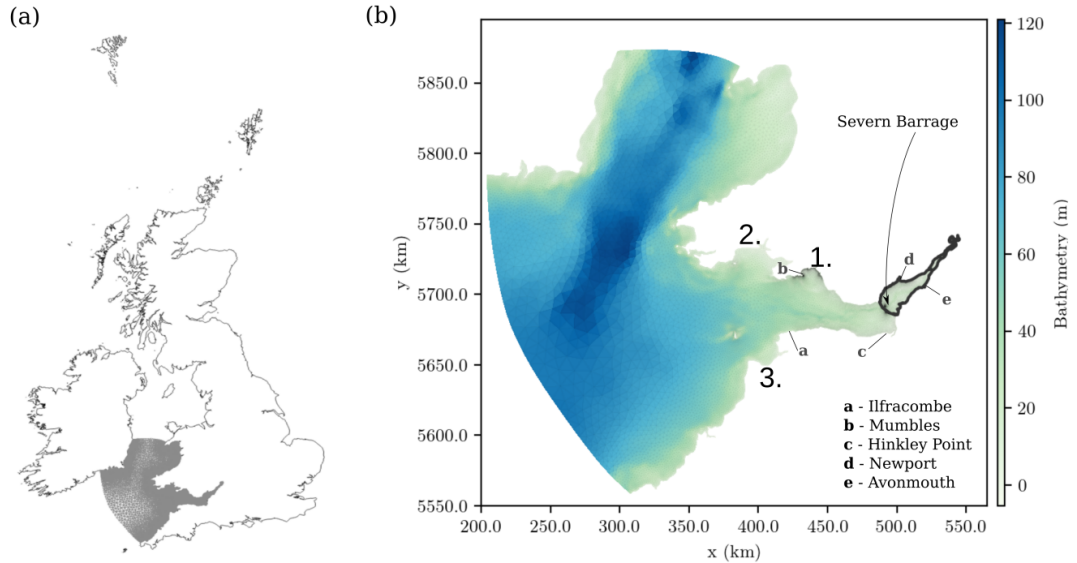 (a)
(b)
5850.0
5800.0
5750.0
5700.0
5650.0
5600.0
5550.0
y (km)
200.0 250.0 300.0 350.0 400.0 450.0 500.0 550.0
x (km)
Severn Barrage
2.
1.
3.
b
d
e
a
c
a - Ilfracombe
b - Mumbles
c - Hinkley Point
d - Newport
e - Avonmouth
120
100
80
60
40
20
0
Bathymetry (m)